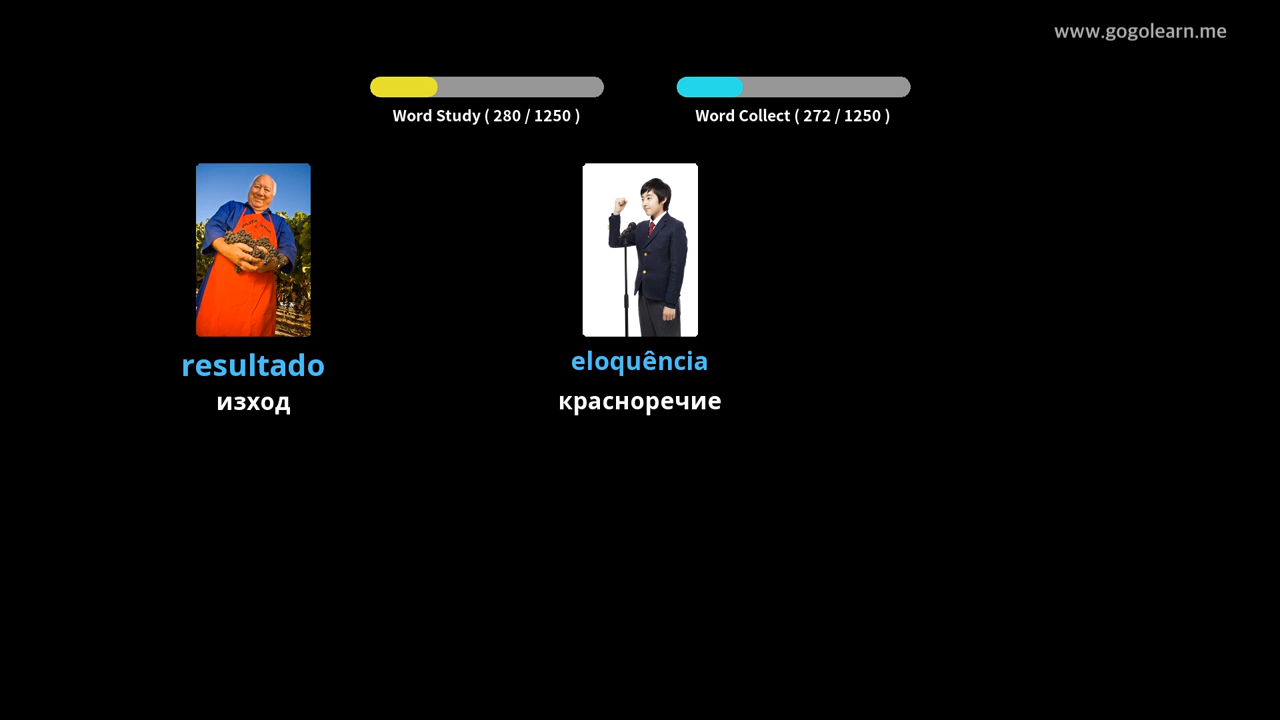 www.gogolearn.me
Word Study ( 280 / 1250 )
Word Collect ( 272 / 1250 )
resultado
изход
eloquência
красноречие